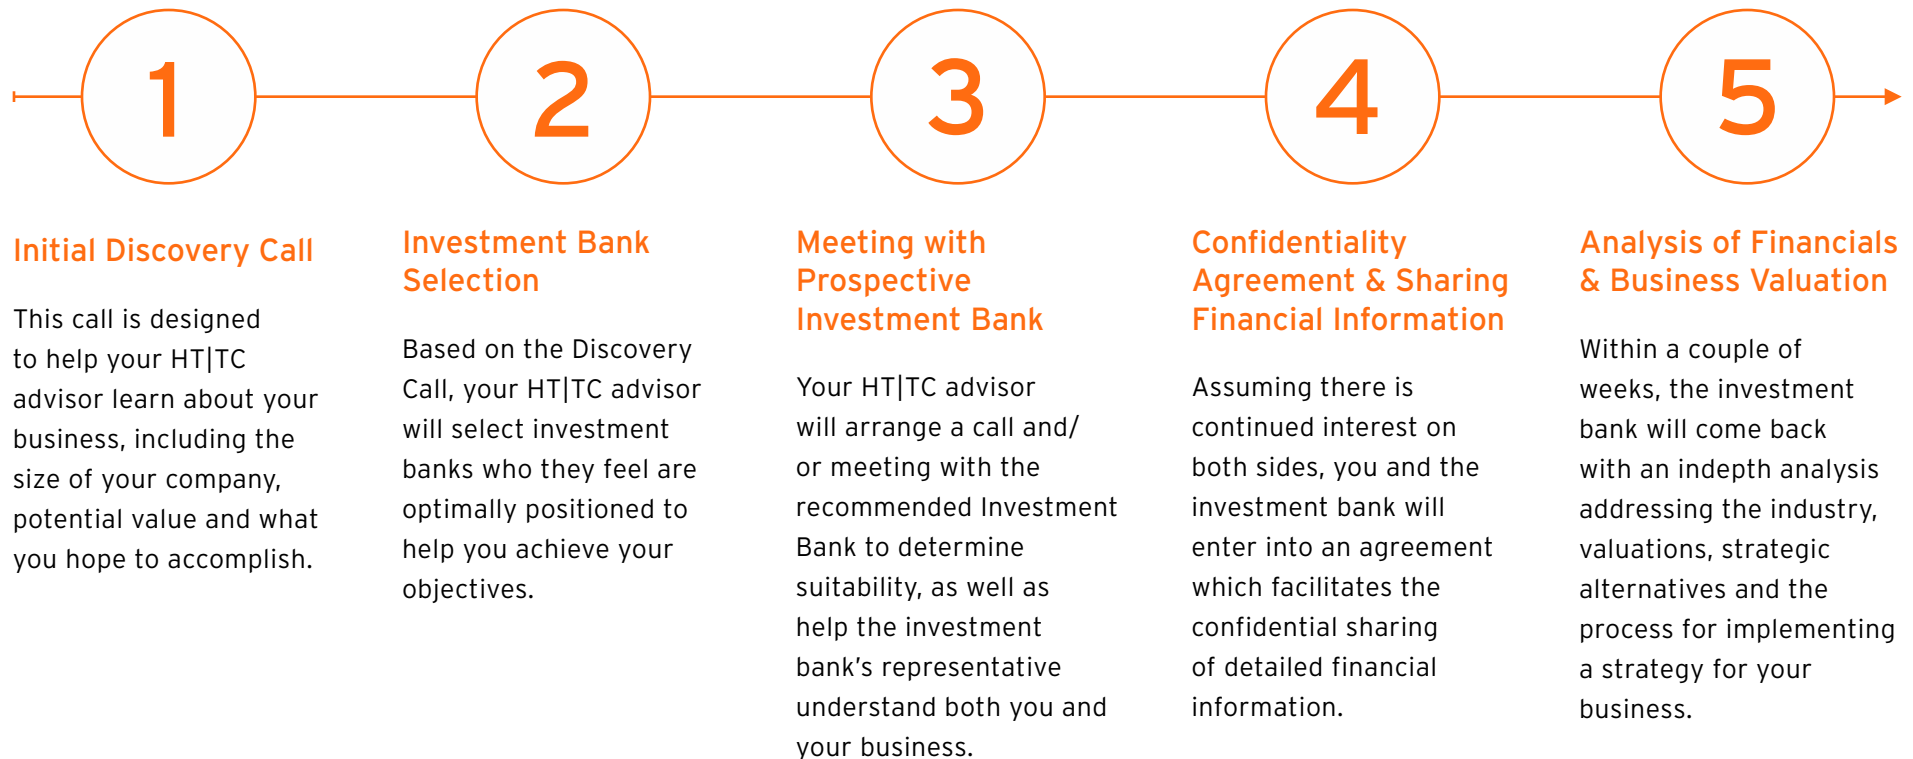 1
2
3
4
5
Initial Discovery Call
This call is designed
to help your HT|TC
advisor learn about your
business, including the
size of your company,
potential value and what
you hope to accomplish.
Investment Bank
Selection
Based on the Discovery
Call, your HT|TC advisor
will select investment
banks who they feel are
optimally positioned to
help you achieve your
objectives.
Meeting with
Prospective
Investment Bank
Your HT|TC advisor
will arrange a call and/
or meeting with the
recommended Investment
Bank to determine
suitability, as well as
help the investment
bank’s representative
understand both you and
your business.
Confidentiality
Agreement & Sharing
Financial Information
Assuming there is
continued interest on
both sides, you and the
investment bank will
enter into an agreement
which facilitates the
confidential sharing
of detailed financial
information.
Analysis of Financials
& Business Valuation
Within a couple of
weeks, the investment
bank will come back
with an indepth analysis
addressing the industry,
valuations, strategic
alternatives and the
process for implementing
a strategy for your
business.